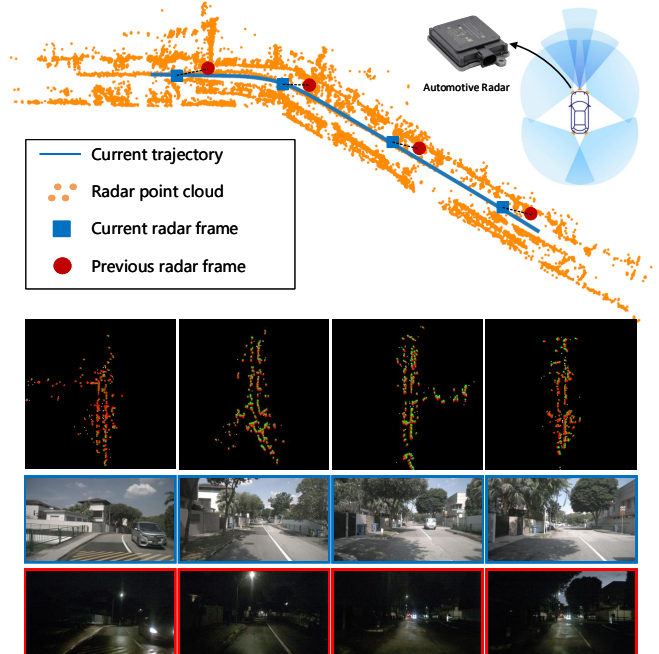 Automotive Radar
Current trajectory
Radar point cloud
Current radar frame
Previous radar frame